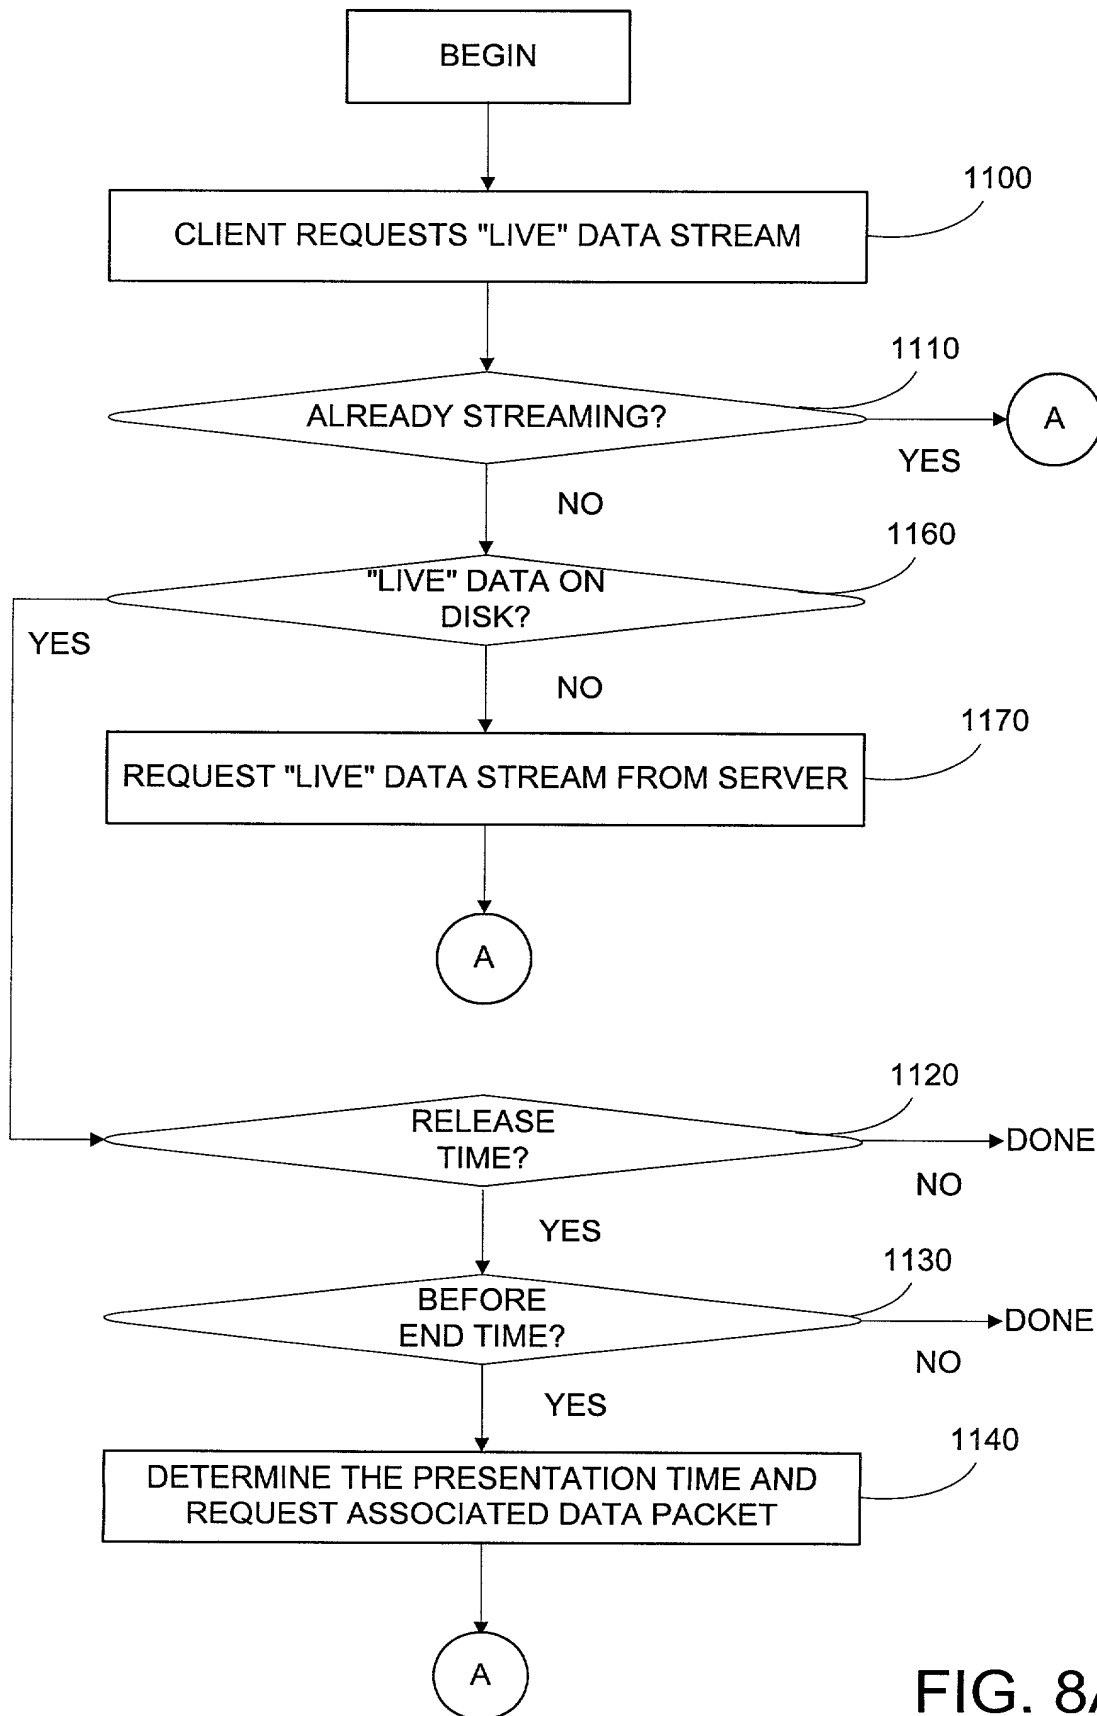 BEGIN
1100
CLIENT REQUESTS "LIVE" DATA STREAM
1110
ALREADY STREAMING?
A
YES
NO
1160
"LIVE" DATA ON
DISK?
YES
NO
1170
REQUEST "LIVE" DATA STREAM FROM SERVER
A
1120
RELEASE
TIME?
DONE
NO
YES
1130
BEFORE
END TIME?
DONE
NO
YES
1140
DETERMINE THE PRESENTATION TIME AND
REQUEST ASSOCIATED DATA PACKET
A
FIG. 8A